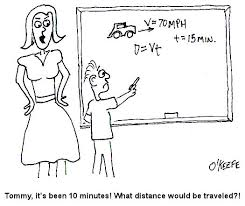 V=70MPH
t=15MIN.
D=Vt
O'KEEFE
Tommy, it's been 10 minutes! What distance would be traveled?!